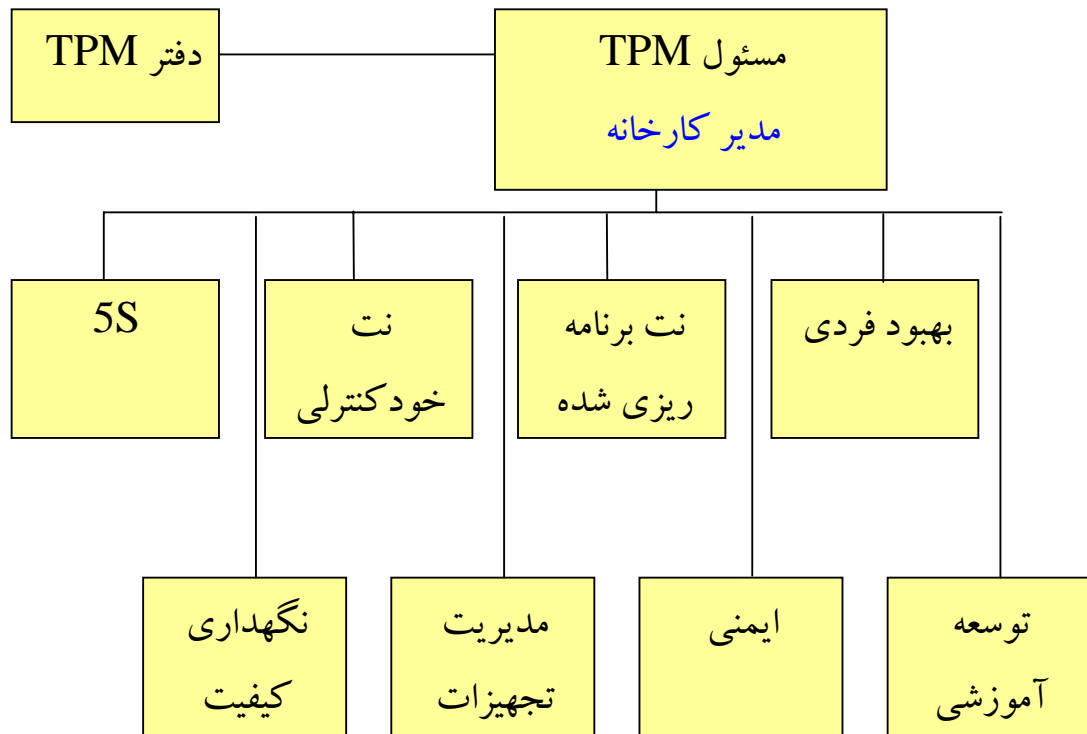 مسئول TPM
مدیر کارخانه
دفتر TPM
بهبود فردی
نت برنامه
ریزی شده
نت
خودکنترلی
5S
توسعه
آموزشی
ایمنی
مدیریت
تجهیزات
نگهداری
کیفیت